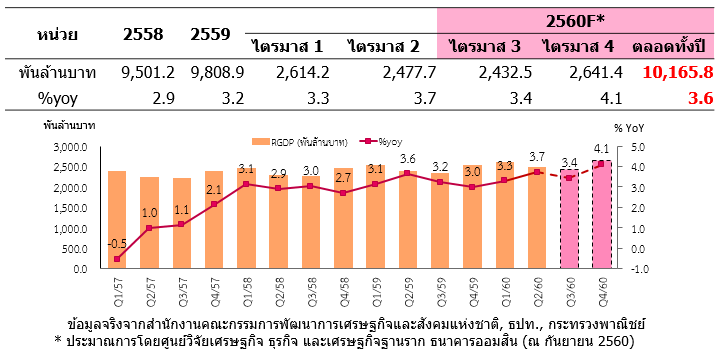 หน่วย 2558 2559 2560F*
ไตรมาส 1 ไตรมาส 2 ไตรมาส 3 ไตรมาส 4 ตลอดทั้งปี
พันล้านบาท 9,501.2 9,808.9 2,614.2 2,477.7 2,432.5 2,641.4 10,165.8
%yoy 2.9 3.2 3.3 3.7 3.4 4.1 3.6
พันล้านบาท % YoY
RGDP (พันล้านบาท) %yoy
3,000.0 2,500.0 2,000.0 1,500.0 1,000.0 500.0 0.0
-0.5 1.0 1.1 2.1 3.1 2.9 3.0 2.7 3.1 3.6 3.2 3.0 3.3 3.7 3.4 4.1
5.0 4.0 3.0 2.0 1.0 0.0 -1.0
Q1/57 Q2/57 Q3/57 Q4/57 Q1/58 Q2/58 Q3/58 Q4/58 Q1/59 Q2/59 Q3/59 Q4/59 Q1/60 Q2/60 Q3/60 Q4/60
ข้อมูลจริงจากสำนักงานคณะกรรมการพัฒนาการเศรษฐกิจและสังคมแห่งชาติ, ธปท., กระทรวงพาณิชย์
* ประมาณการโดยศูนย์วิจัยเศรษฐกิจ ธุรกิจ และเศรษฐกิจฐานราก ธนาคารออมสิน (ณ กันยายน 2560)